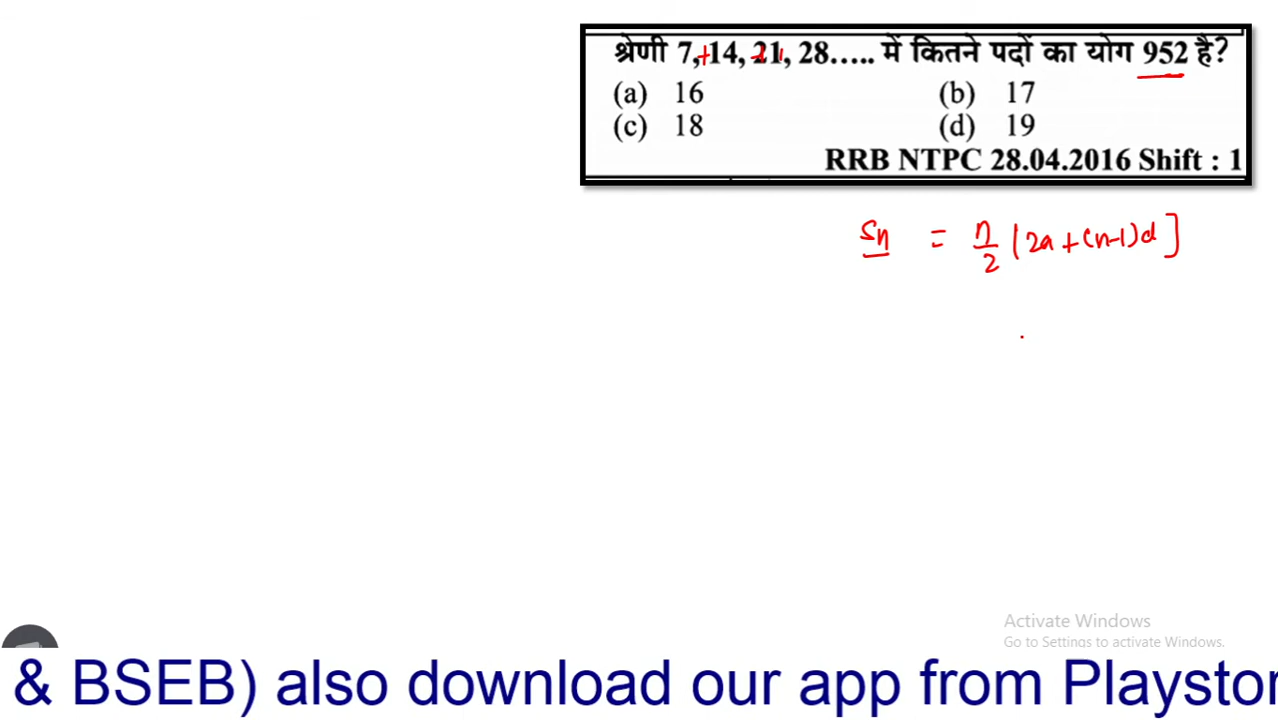 श्रेणी 7, 14, 21, 28..... में कितने पदों का योग 952 है?
(a) 16 (b) 17
(c) 18 (d) 19
RRB NTPC 28.04.2016 Shift : 1
Sn = n/2 [2a+(n-1)d]
Activate Windows
Go to Settings to activate Windows.
& BSEB) also download our app from Playstor